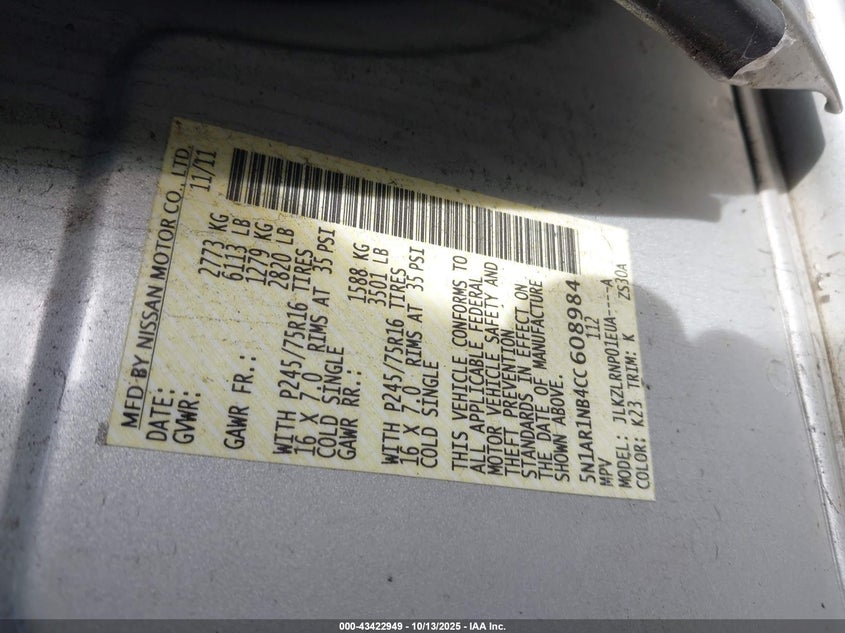 MFD BY NISSAN MOTOR CO., LTD.
DATE: 11/11
GVWR: 2773 KG
6113 LB
GAWR FR.: 1279 KG
2820 LB
WITH P245/75R16 TIRES
16 X 7.0 RIMS AT 35 PSI
COLD SINGLE
GAWR RR.: 1588 KG
3501 LB
WITH P245/75R16 TIRES
16 X 7.0 RIMS AT 35 PSI
COLD SINGLE
THIS VEHICLE CONFORMS TO
ALL APPLICABLE FEDERAL
MOTOR VEHICLE SAFETY AND
THEFT PREVENTION
STANDARDS IN EFFECT ON
THE DATE OF MANUFACTURE
SHOWN ABOVE.
5N1AR1NB4CC608984
MPV 112
MODEL: JLKZLRNP01EUA----A
COLOR: K23 TRIM: K ZS30A
000-43422949 | 10/13/2025 | IAA Inc.